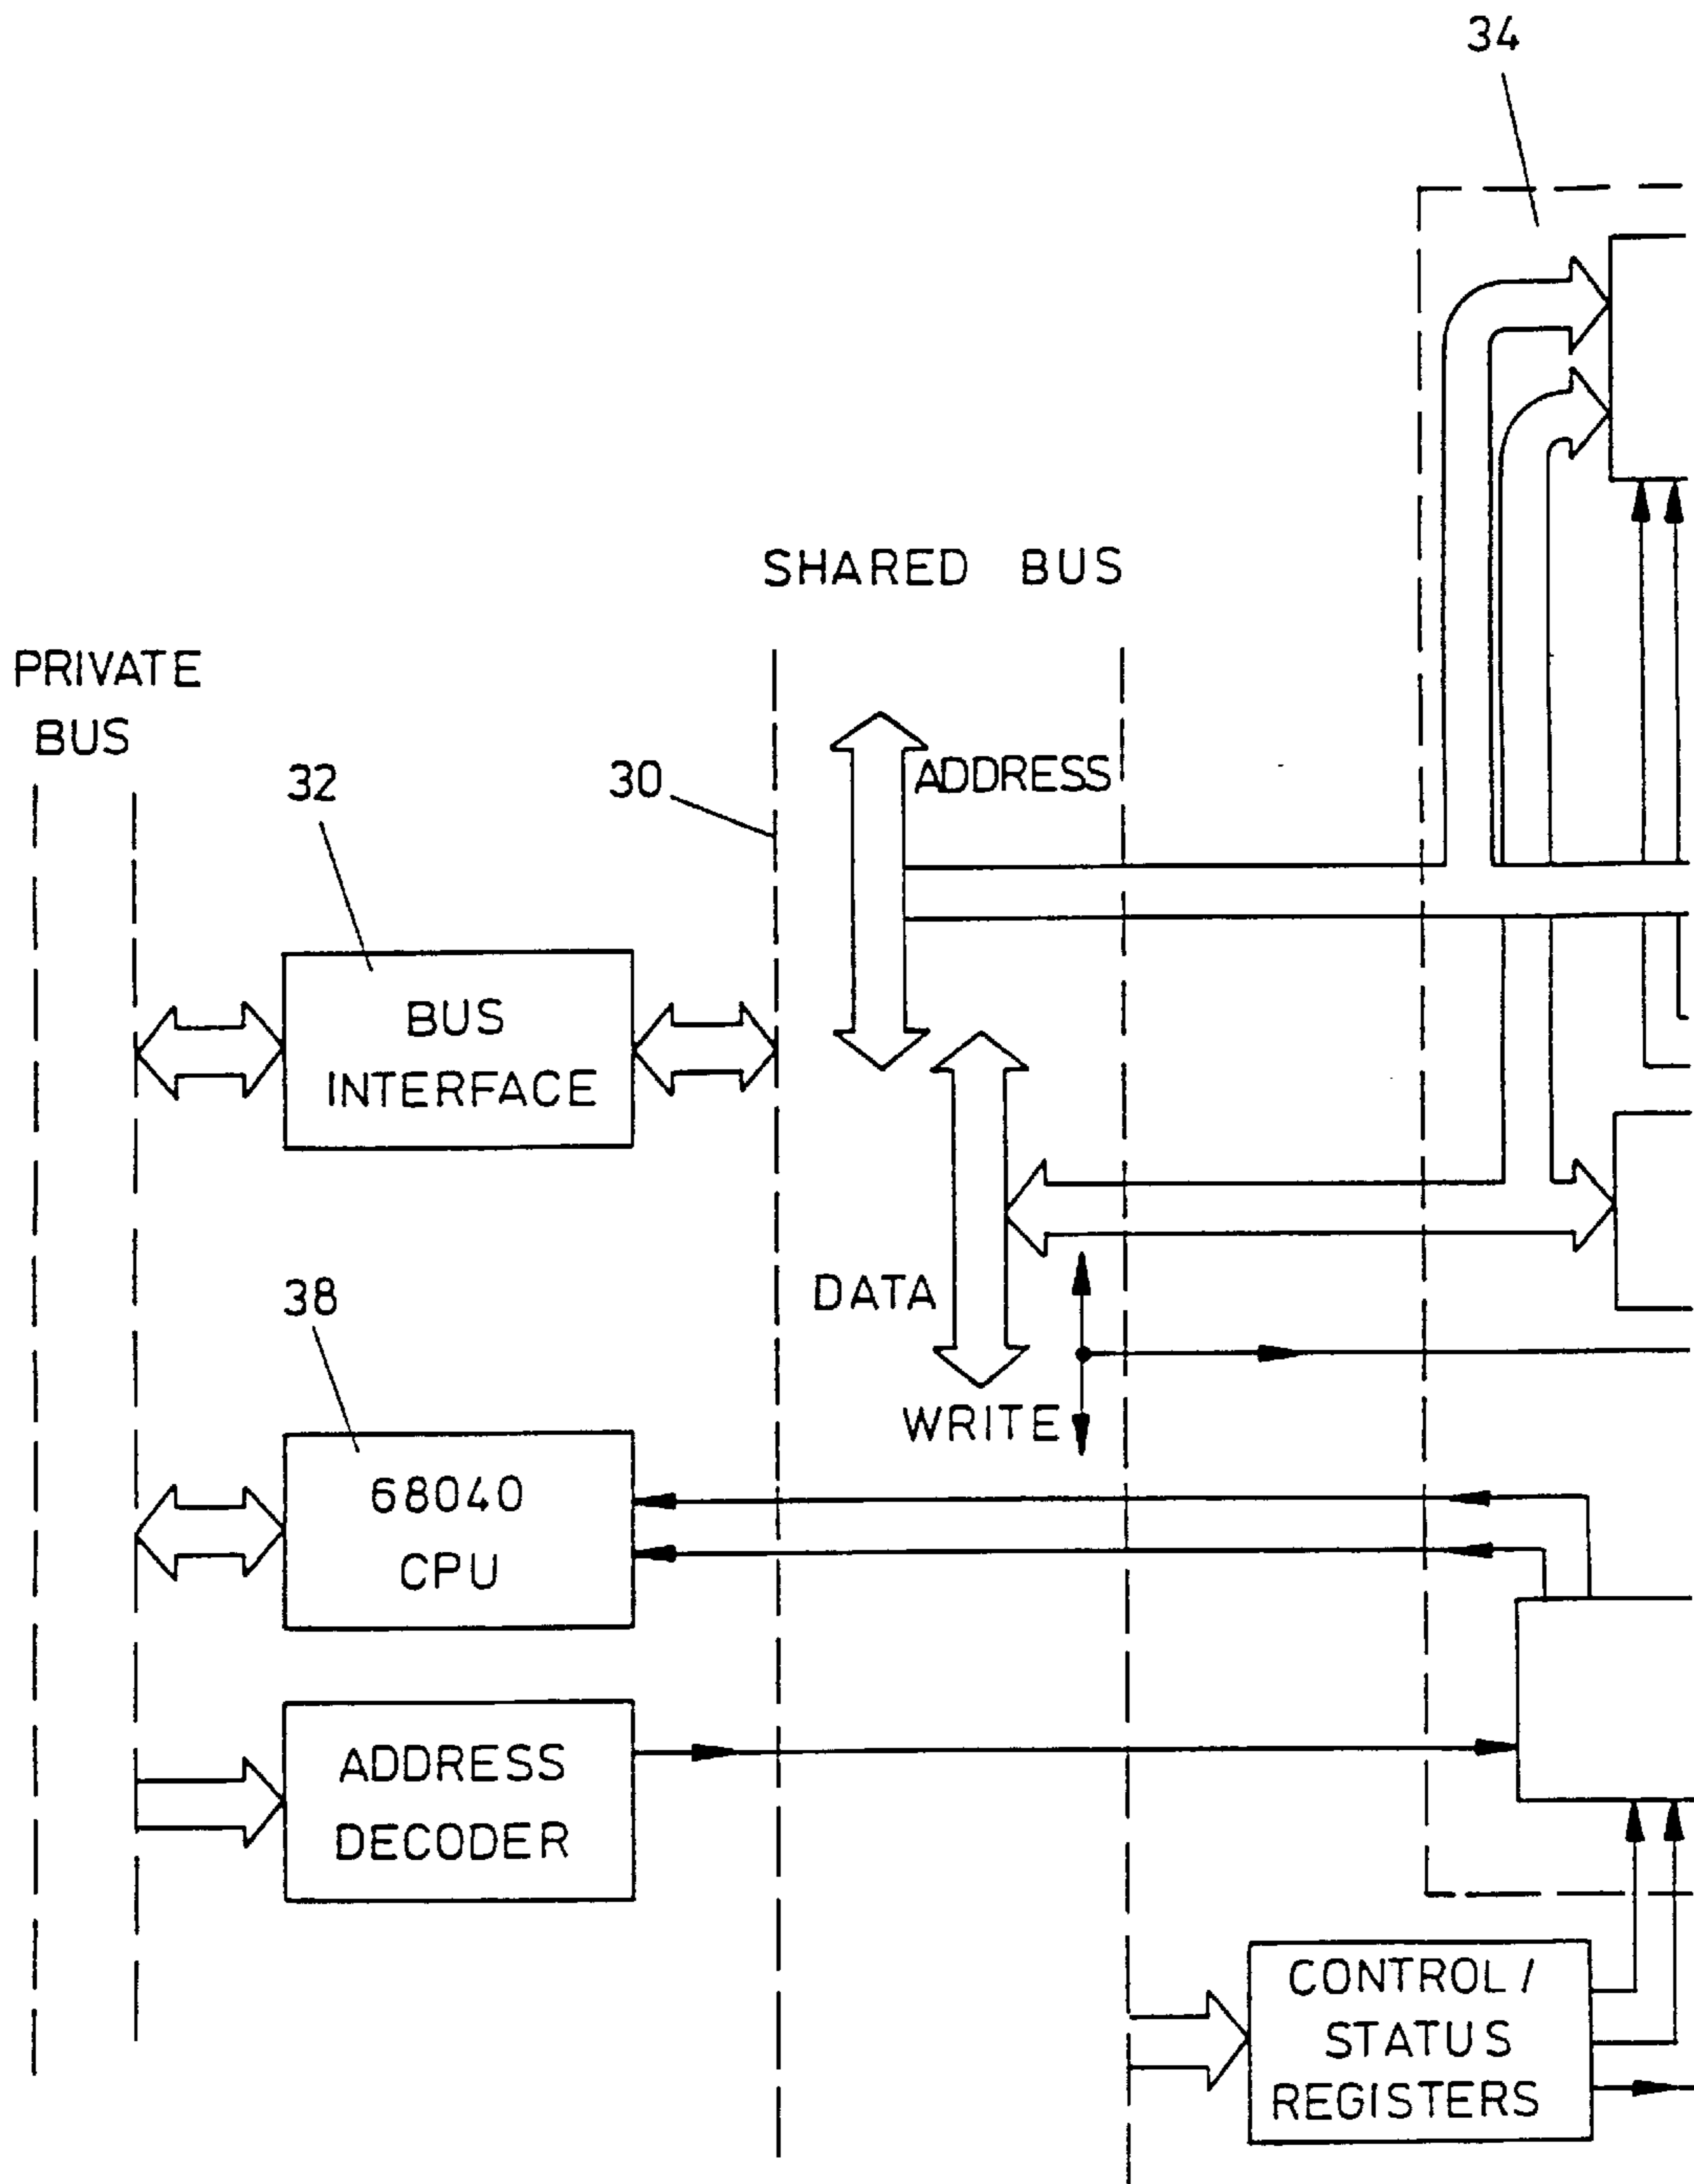 34
SHARED BUS
PRIVATE
BUS
32
30
ADDRESS
BUS
INTERFACE
38
DATA
WRITE
68040
CPU
ADDRESS
DECODER
CONTROL/
STATUS
REGISTERS